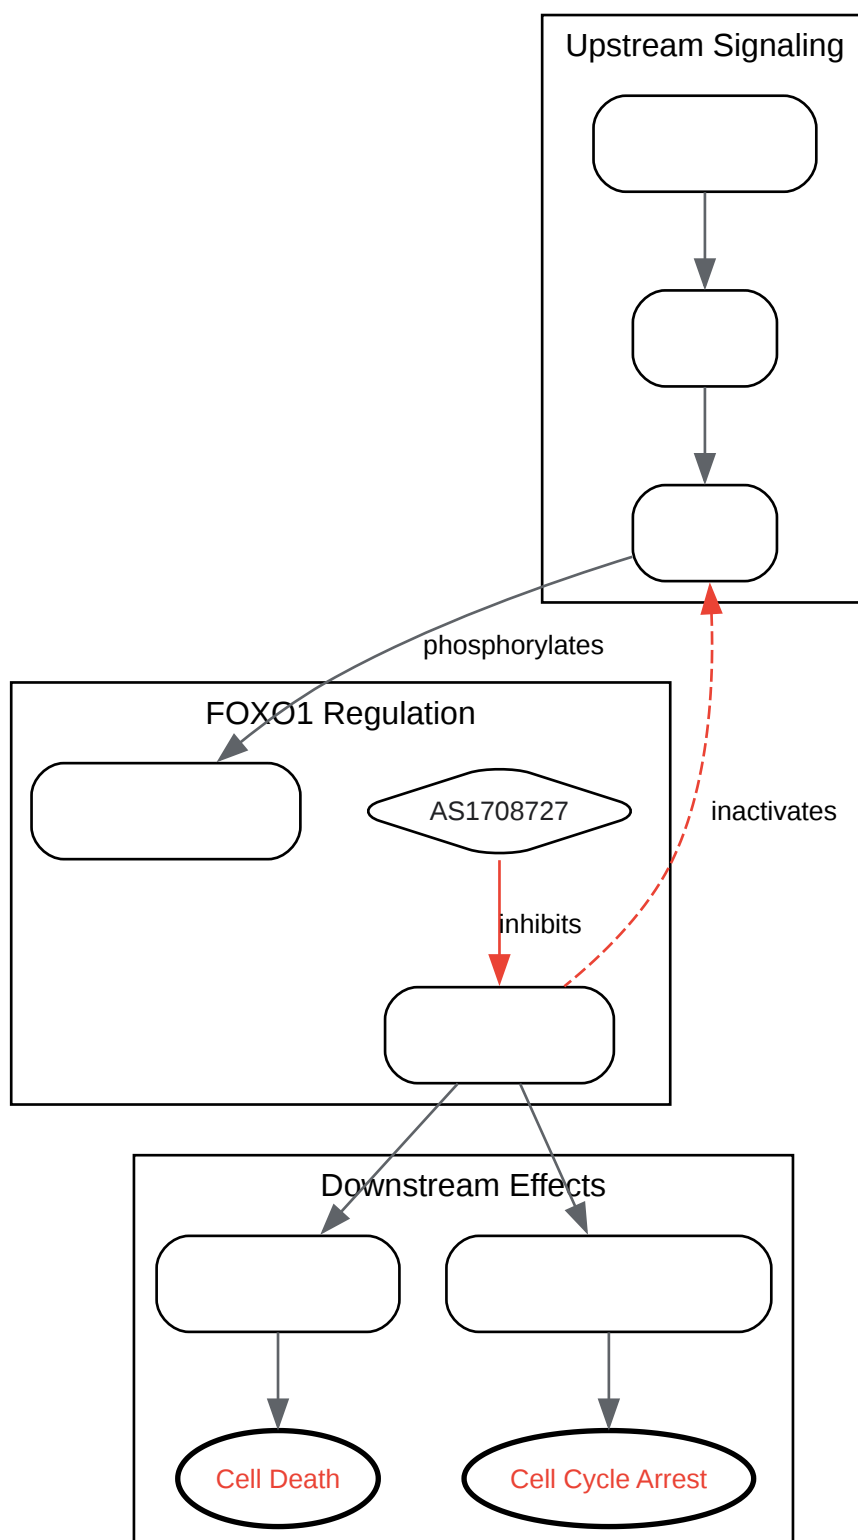 Upstream Signaling
phosphorylates
FOXO1 Regulation
AS1708727
inactivates
inhibits
Downstream Effects
Cell Death
Cell Cycle Arrest